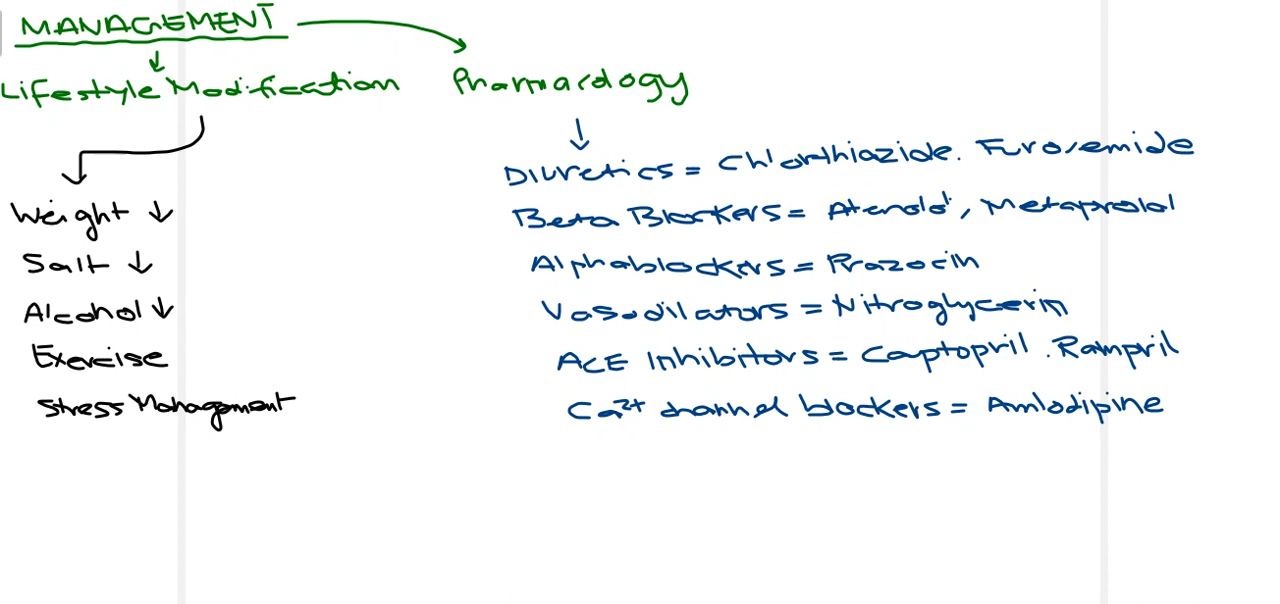 MANAGEMENT
Lifestyle Modification
Pharmacology
Weight ↓
Salt ↓
Alcohol ↓
Exercise
Stress Management
Diuretics = Chlorthiazide. Furosemide
Beta Blockers = Atenolol, Metaprolol
Alphablockers = Prazocin
Vasodilators = Nitroglycerin
ACE Inhibitors = Captopril. Rampril
Ca²⁺ channel blockers = Amlodipine